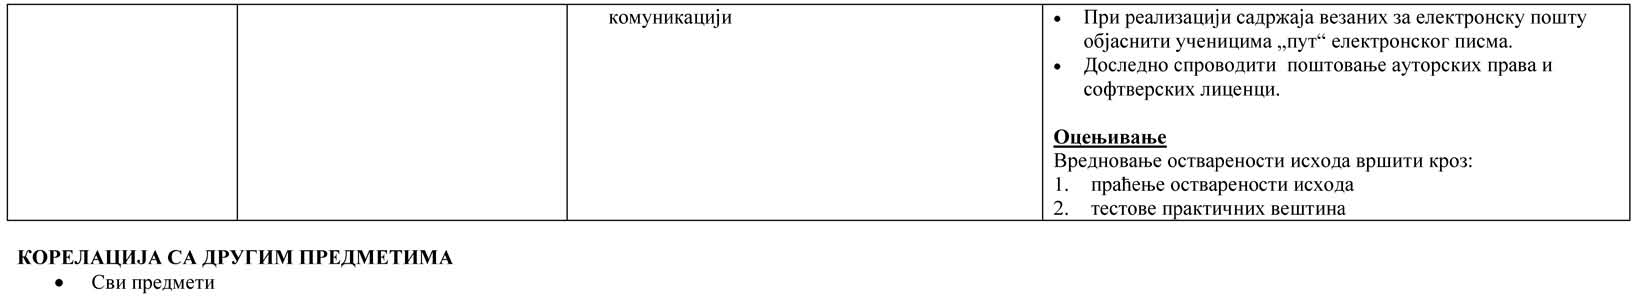 комуникацији
• При реализацији садржаја везаних за електронску пошту
објаснити ученицима „пут“ електронског писма.
• Доследно спроводити  поштовање ауторских права и
софтверских лиценци.
Оцењивање
Вредновање остварености исхода вршити кроз:
1. праћење остварености исхода
2. тестове практичних вештина
КОРЕЛАЦИЈА СА ДРУГИМ ПРЕДМЕТИМА
• Сви предмети